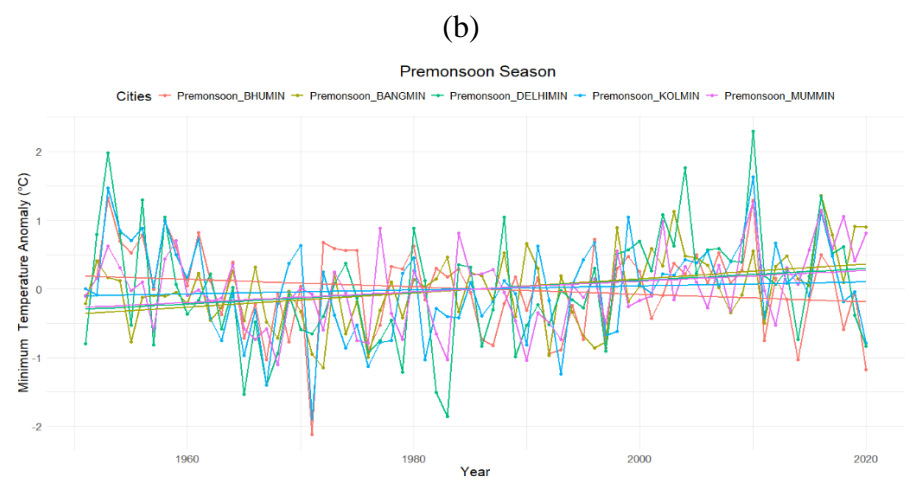 (b)
Premonsoon Season
Cities Premonsoon_BHUMIN Premonsoon_BANGMIN Premonsoon_DELHIMIN Premonsoon_KOLMIN Premonsoon_MUMMIN
Minimum Temperature Anomaly (°C)
2
1
0
-1
-2
1960 1980 2000 2020
Year